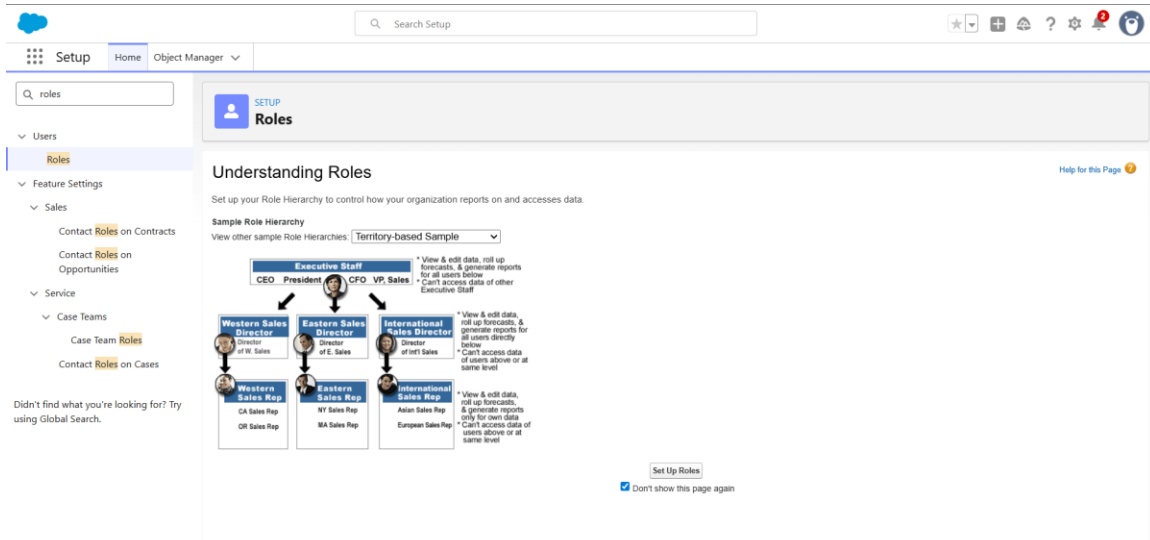 Search Setup
2
Setup
Home
Object Manager
roles
Users
Roles
Feature Settings
Sales
Contact Roles on Contracts
Contact Roles on
Opportunities
Service
Case Teams
Case Team Roles
Contact Roles on Cases
Didn't find what you're looking for? Try
using Global Search.
SETUP
Roles
Understanding Roles
Help for this Page
Set up your Role Hierarchy to control how your organization reports on and accesses data.
Sample Role Hierarchy
View other sample Role Hierarchies: Territory-based Sample
Executive Staff
CEO President CFO VP, Sales
* View & edit data, roll up
forecasts, & generate reports
for all users below
* Can't access data of other
Executive Staff
Western Sales
Director
Director
of W. Sales
Eastern Sales
Director
Director
of E. Sales
International
Sales Director
Director
of Int'l Sales
* View & edit data,
roll up forecasts, &
generate reports for
all users directly
below
* Can't access data
of users above or at
same level
Western
Sales Rep
CA Sales Rep
OR Sales Rep
Eastern
Sales Rep
NY Sales Rep
MA Sales Rep
International
Sales Rep
Asian Sales Rep
European Sales Rep
* View & edit data,
roll up forecasts,
& generate reports
only for own data
* Can't access data of
users above or at
same level
Set Up Roles
Don't show this page again